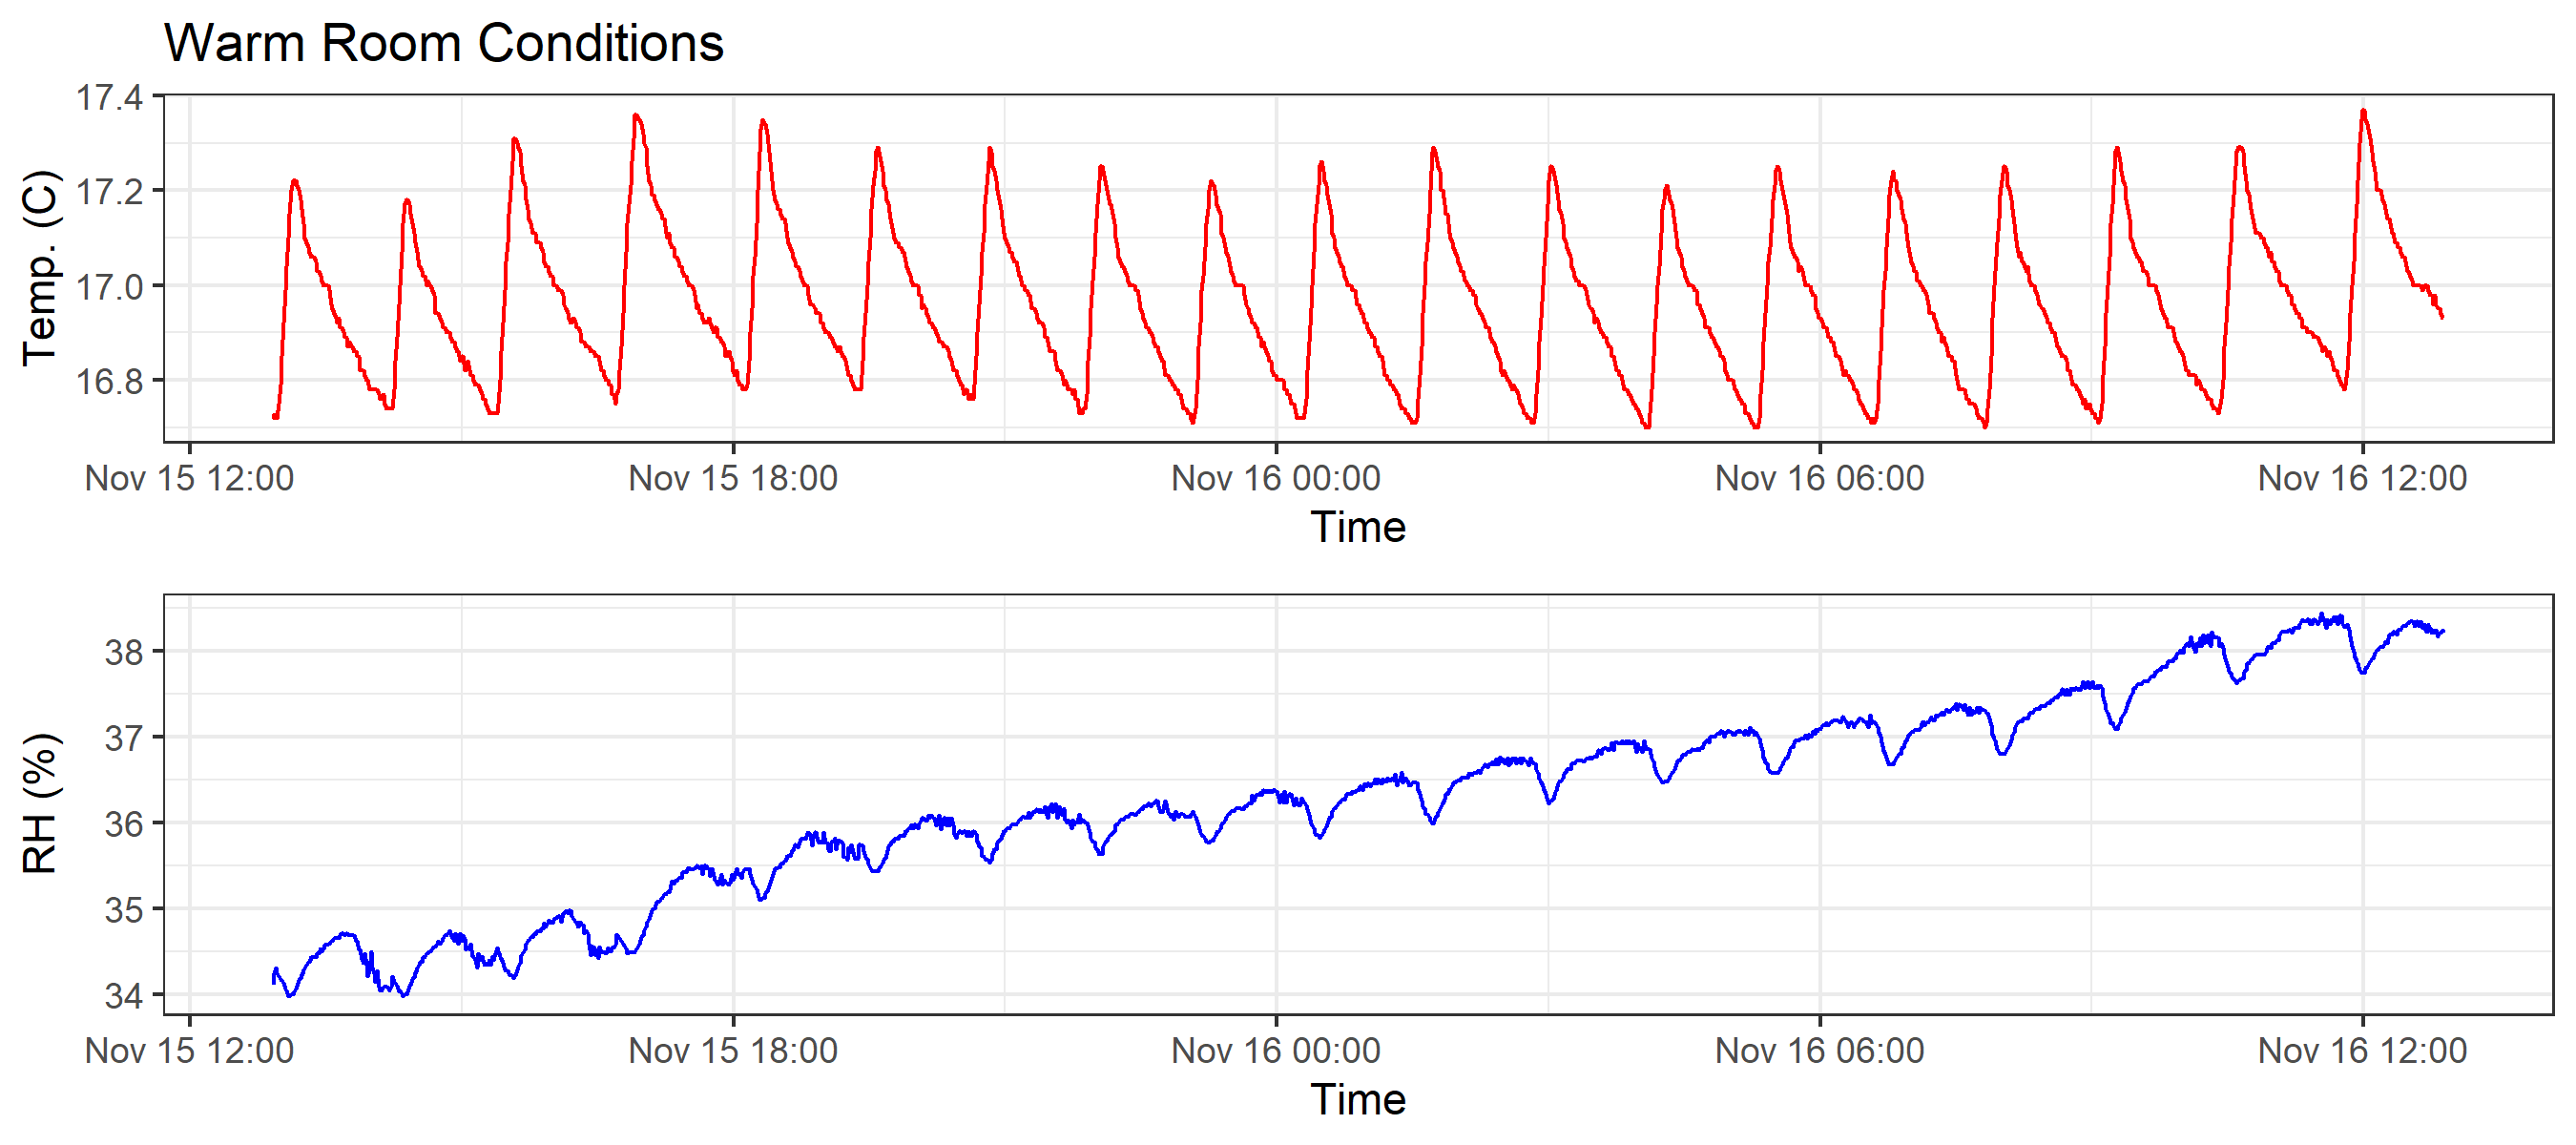 Warm Room Conditions
17.4
17.2
17.0
16.8
Temp. (C)
Nov 15 12:00 Nov 15 18:00 Nov 16 00:00 Nov 16 06:00 Nov 16 12:00
Time
38
37
36
35
34
RH (%)
Nov 15 12:00 Nov 15 18:00 Nov 16 00:00 Nov 16 06:00 Nov 16 12:00
Time